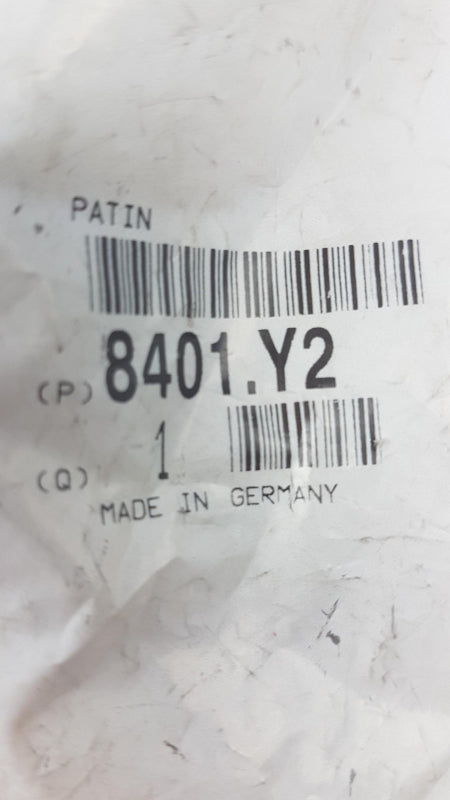 PATIN
(P) 8401.Y2
(Q) 1
MADE IN GERMANY